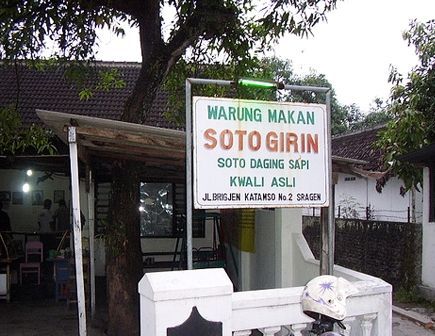 WARUNG MAKAN
SOTO GIRIN
SOTO DAGING SAPI
KWALI ASLI
JL.BRIGJEN KATAMSO No.2 SRAGEN